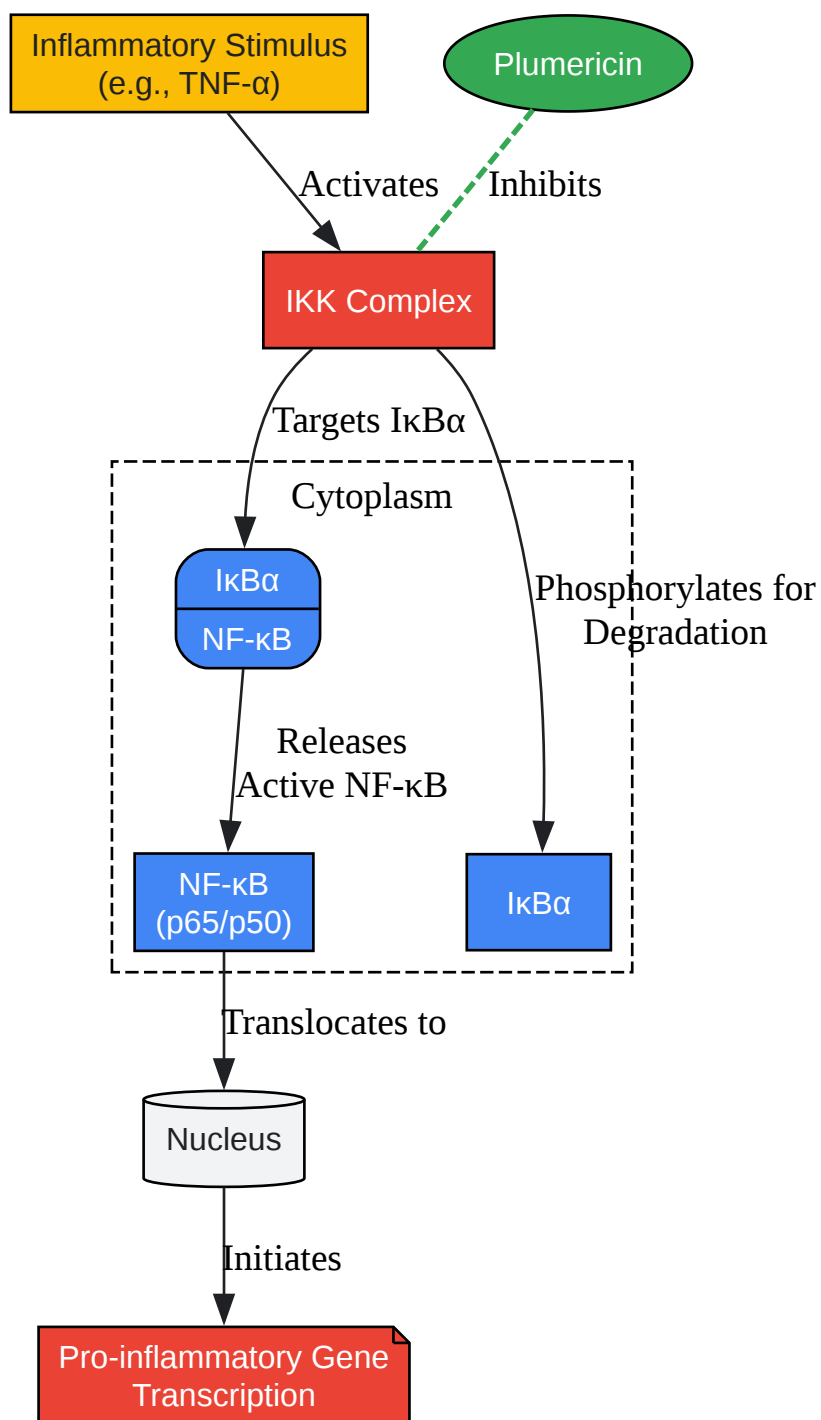 Inflammatory Stimulus
(e.g., TNF-α)
Plumericin
Activates
Inhibits
IKK Complex
Targets IκBα
Cytoplasm
IκBα
NF-κB
Phosphorylates for
Degradation
Releases
Active NF-κB
NF-κB
(p65/p50)
IκBα
Translocates to
Nucleus
Initiates
Pro-inflammatory Gene
Transcription